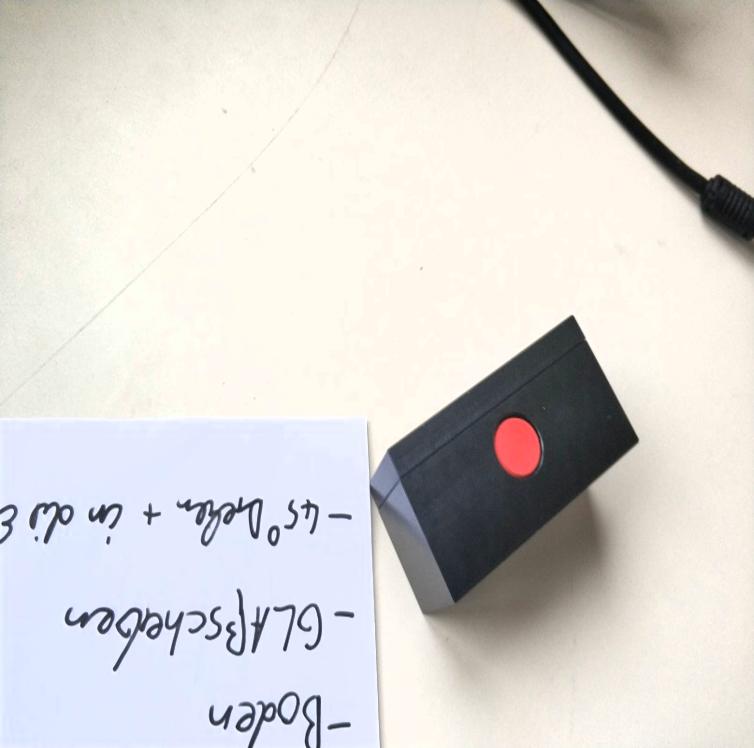 - Boden
- GLAßscheiben
- 45° Drehen + in die E